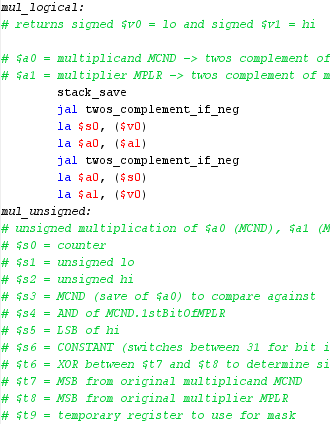 mul_logical:
# returns signed $v0 = lo and signed $v1 = hi
# $a0 = multiplicand MCND -> twos complement of
# $a1 = multiplier MPLR -> twos complement of m
stack_save
jal twos_complement_if_neg
la $s0, ($v0)
la $a0, ($a1)
jal twos_complement_if_neg
la $a0, ($s0)
la $a1, ($v0)
mul_unsigned:
# unsigned multiplication of $a0 (MCND), $a1 (M
# $s0 = counter
# $s1 = unsigned lo
# $s2 = unsigned hi
# $s3 = MCND (save of $a0) to compare against
# $s4 = AND of MCND.1stBitOfMPLR
# $s5 = LSB of hi
# $s6 = CONSTANT (switches between 31 for bit i
# $t6 = XOR between $t7 and $t8 to determine si
# $t7 = MSB from original multiplicand MCND
# $t8 = MSB from original multiplier MPLR
# $t9 = temporary register to use for mask